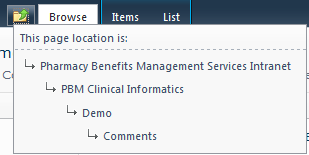 Browse Items List
This page location is:
Pharmacy Benefits Management Services Intranet
PBM Clinical Informatics
Demo
Comments